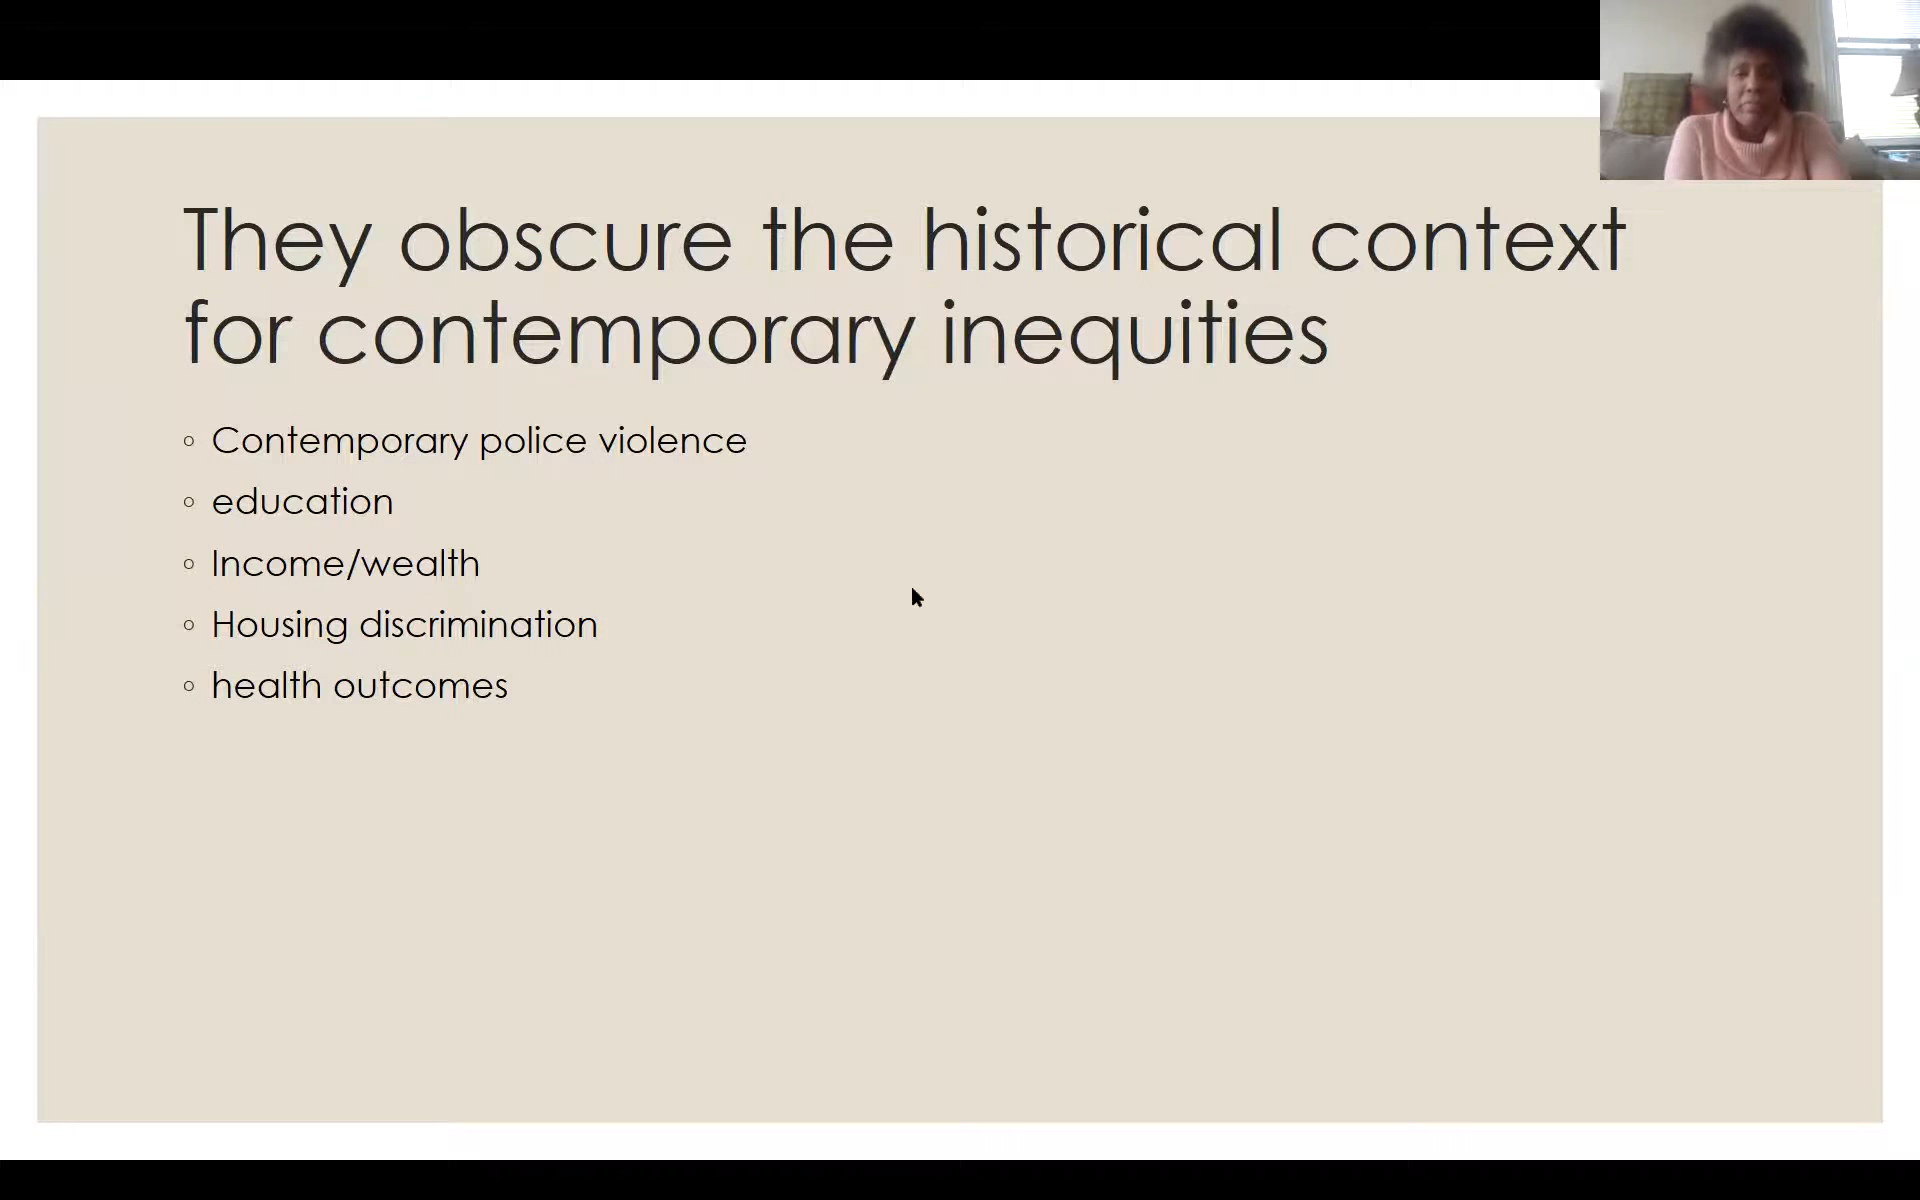 They obscure the historical context
for contemporary inequities
◦ Contemporary police violence
◦ education
◦ Income/wealth
◦ Housing discrimination
◦ health outcomes